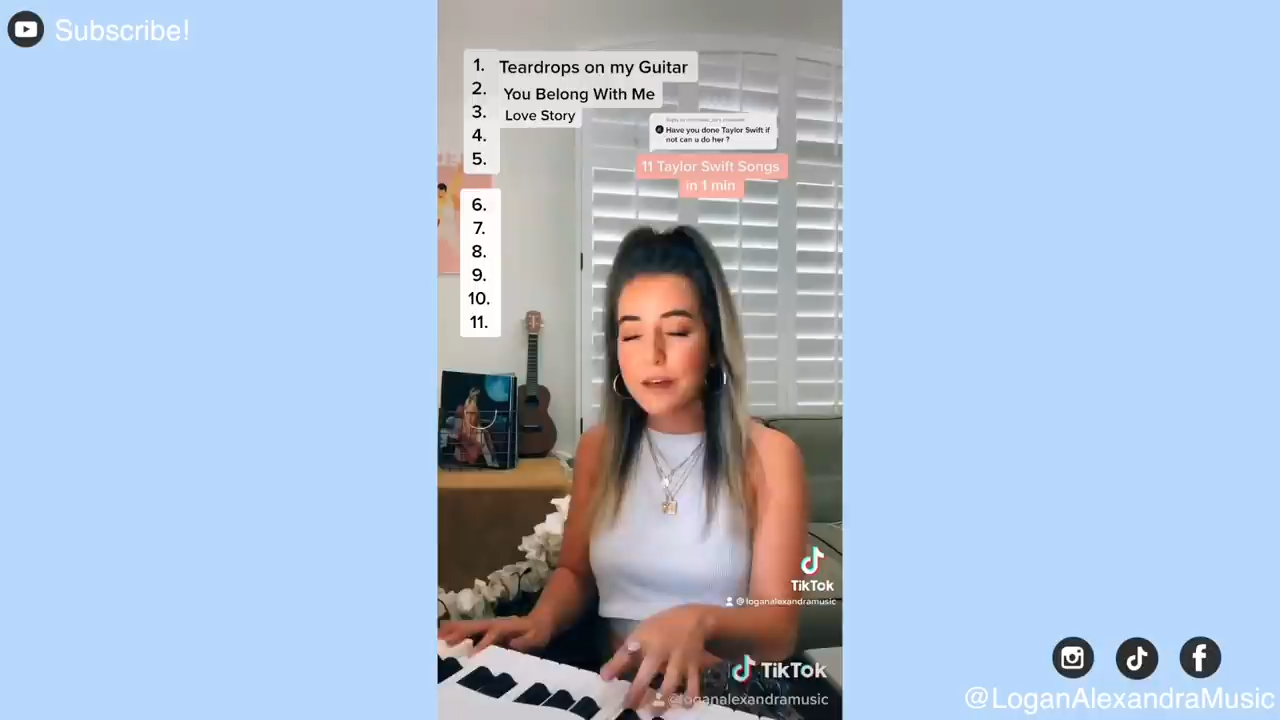 Subscribe!
1. Teardrops on my Guitar
2. You Belong With Me
3. Love Story
4.
5.
Have you done Taylor Swift if
not can u do her ?
11 Taylor Swift Songs
in 1 min
6.
7.
8.
9.
10.
11.
TikTok
@loganalexandramusic
TikTok
@loganalexandramusic
@LoganAlexandraMusic